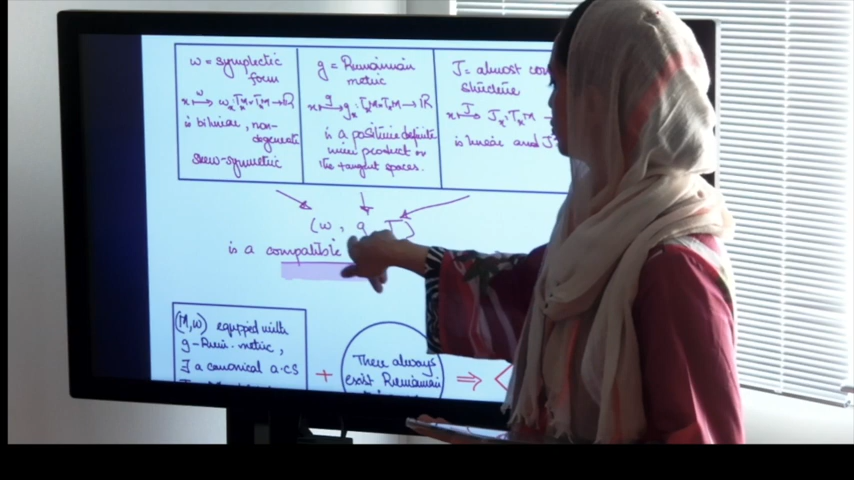 ω = symplectic
form
x ↦ω ω_x : T_xM × T_xM → ℝ
is bilinear, non-
degenerate
skew-symmetric
g = Riemannian
metric
x ↦g g_x : T_xM × T_xM → ℝ
is a positive definite
inner product on
the tangent spaces.
J = almost
structure
x ↦J J_x : T_xM →
is linear and J²
(ω, g, J)
is a compatible
(M, ω) equipped with
g-Riem. metric,
∃ a canonical a.cs
+
There always
exist Riemannian
⇒